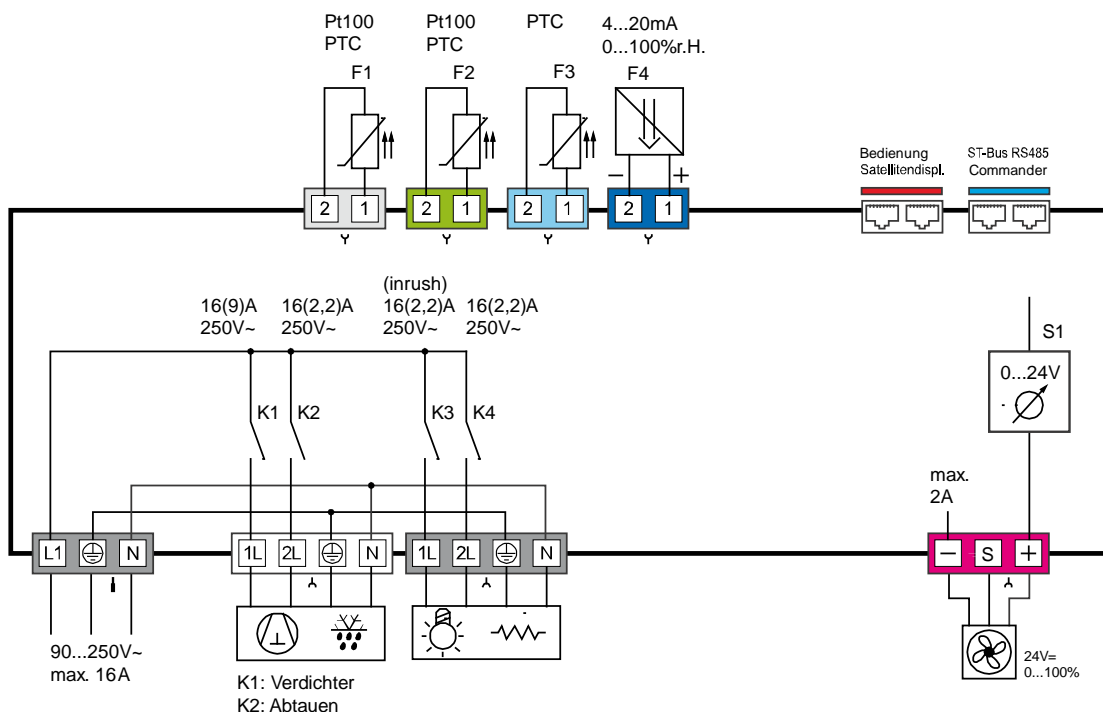 Pt100
PTC
Pt100
PTC
PTC
4...20mA
0...100%r.H.
F1
F2
F3
F4
− +
2 1
2 1
2 1
2 1
Bedienung
Satellitendispl.
ST-Bus RS485
Commander
16(9)A
250V~
16(2,2)A
250V~
(inrush)
16(2,2)A
250V~
16(2,2)A
250V~
S1
0...24V
K1
K2
K3
K4
max.
2A
L1 N
1L 2L N
1L 2L N
− S +
90...250V~
max. 16A
24V=
0...100%
K1: Verdichter
K2: Abtauen